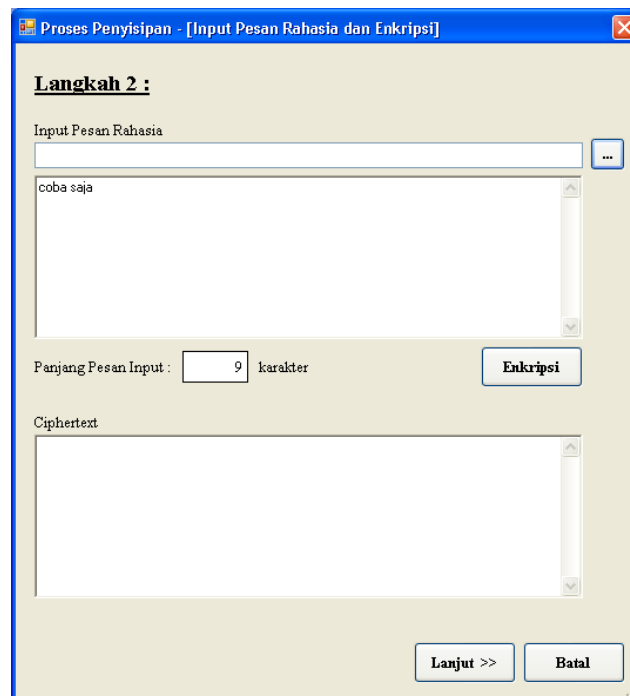 Proses Penyisipan - [Input Pesan Rahasia dan Enkripsi]
Langkah 2 :
Input Pesan Rahasia
...
coba saja
Panjang Pesan Input : 9 karakter Enkripsi
Ciphertext
Lanjut >> Batal